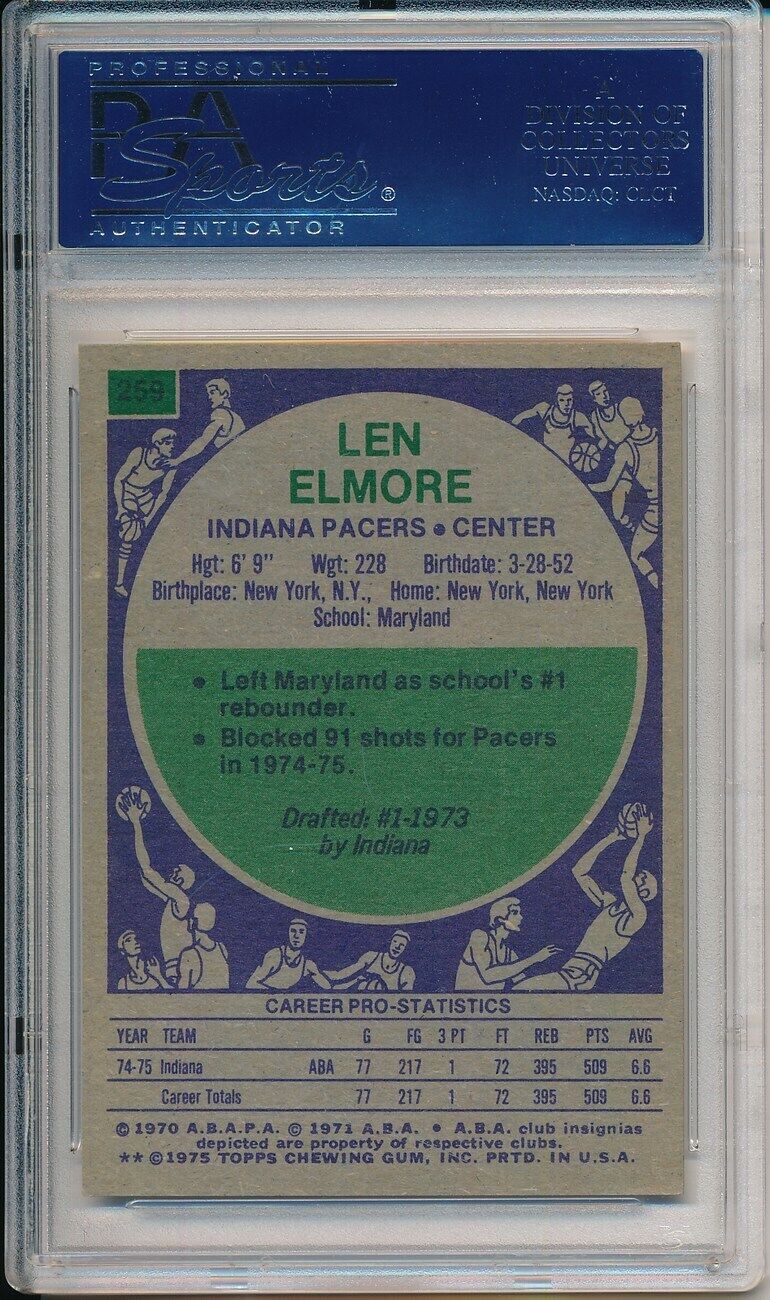 PROFESSIONAL
PSA
Sports®
AUTHENTICATOR
A
DIVISION OF
COLLECTORS
UNIVERSE
NASDAQ: CLCT
259
LEN
ELMORE
INDIANA PACERS • CENTER
Hgt: 6' 9" Wgt: 228 Birthdate: 3-28-52
Birthplace: New York, N.Y., Home: New York, New York
School: Maryland
• Left Maryland as school's #1
rebounder.
• Blocked 91 shots for Pacers
in 1974-75.
Drafted: #1-1973
by Indiana
CAREER PRO-STATISTICS
YEAR TEAM G FG 3 PT FT REB PTS AVG
74-75 Indiana ABA 77 217 1 72 395 509 6.6
Career Totals 77 217 1 72 395 509 6.6
© 1970 A.B.A.P.A. © 1971 A.B.A. • A.B.A. club insignias
depicted are property of respective clubs.
** © 1975 TOPPS CHEWING GUM, INC. PRTD. IN U.S.A.